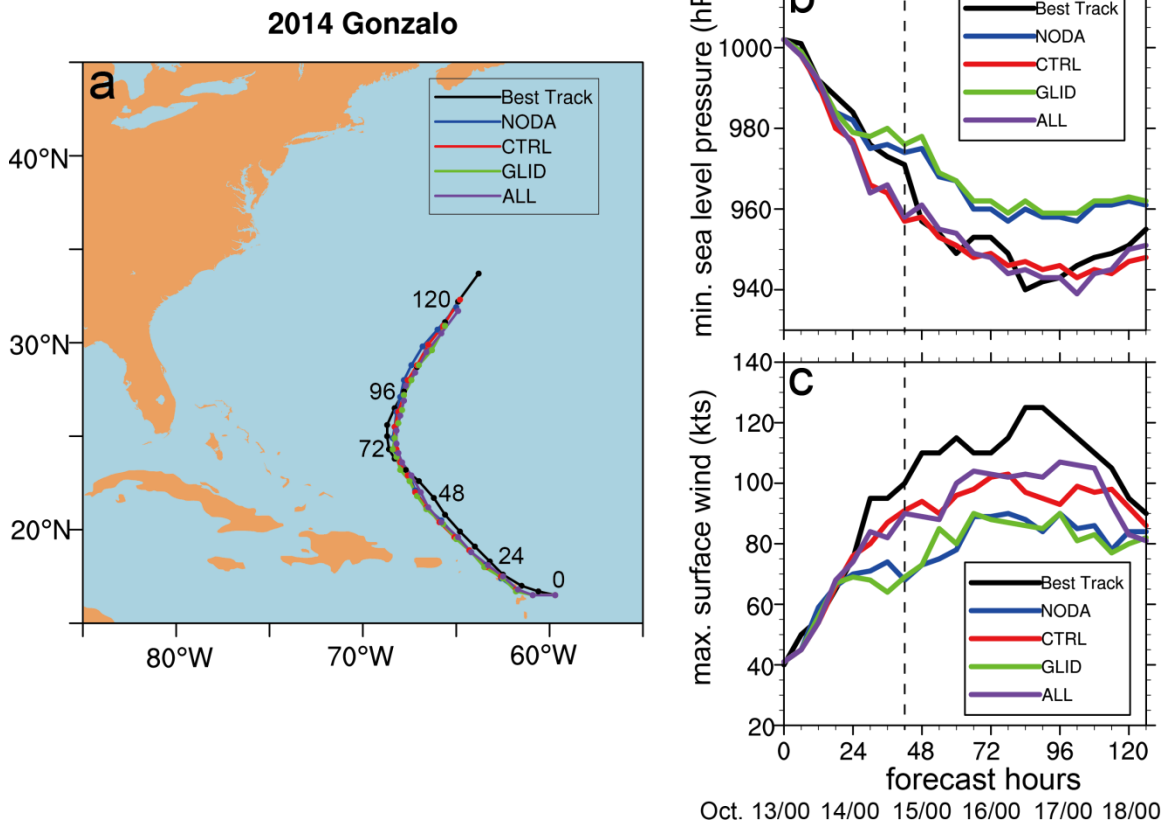 2014 Gonzalo
a
Best Track
NODA
CTRL
GLID
ALL
40°N
30°N
20°N
80°W
70°W
60°W
120
96
72
48
24
0
b
min. sea level pressure (hP
1000
980
960
940
Best Track
NODA
CTRL
GLID
ALL
c
max. surface wind (kts)
140
120
100
80
60
40
20
Best Track
NODA
CTRL
GLID
ALL
0 24 48 72 96 120
forecast hours
Oct. 13/00 14/00 15/00 16/00 17/00 18/00